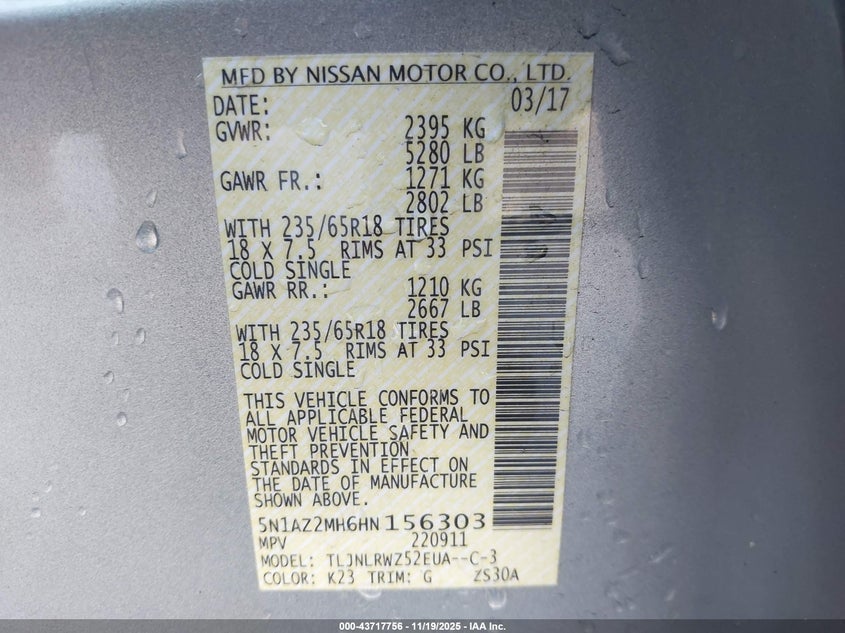 MFD BY NISSAN MOTOR CO., LTD.
DATE: 03/17
GVWR: 2395 KG
5280 LB
GAWR FR.: 1271 KG
2802 LB
WITH 235/65R18 TIRES
18 X 7.5 RIMS AT 33 PSI
COLD SINGLE
GAWR RR.: 1210 KG
2667 LB
WITH 235/65R18 TIRES
18 X 7.5 RIMS AT 33 PSI
COLD SINGLE
THIS VEHICLE CONFORMS TO
ALL APPLICABLE FEDERAL
MOTOR VEHICLE SAFETY AND
THEFT PREVENTION
STANDARDS IN EFFECT ON
THE DATE OF MANUFACTURE
SHOWN ABOVE.
5N1AZ2MH6HN156303
MPV 220911
MODEL: TLJNLRWZ52EUA--C-3
COLOR: K23 TRIM: G ZS30A
000-43717756 - 11/19/2025 - IAA Inc.